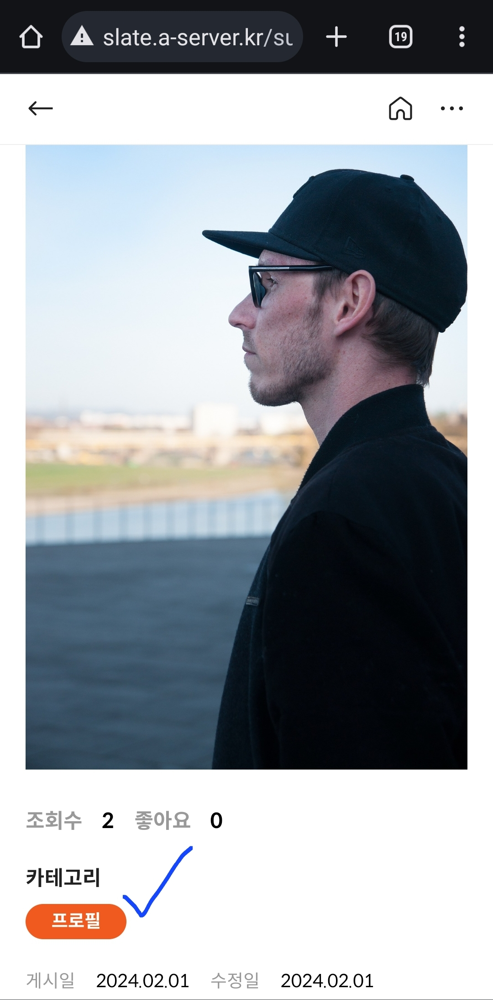 slate.a-server.kr/su
19
조회수 2 좋아요 0
카테고리
프로필
게시일 2024.02.01 수정일 2024.02.01